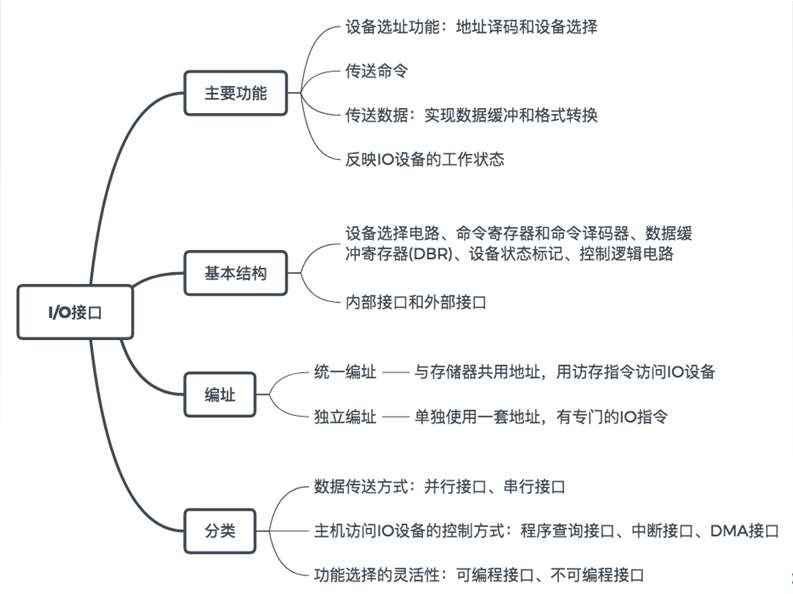 I/O接口
主要功能
设备选址功能：地址译码和设备选择
传送命令
传送数据：实现数据缓冲和格式转换
反映IO设备的工作状态
基本结构
设备选择电路、命令寄存器和命令译码器、数据缓
冲寄存器(DBR)、设备状态标记、控制逻辑电路
内部接口和外部接口
编址
统一编址
与存储器共用地址，用访存指令访问IO设备
独立编址
单独使用一套地址，有专门的IO指令
分类
数据传送方式：并行接口、串行接口
主机访问IO设备的控制方式：程序查询接口、中断接口、DMA接口
功能选择的灵活性：可编程接口、不可编程接口